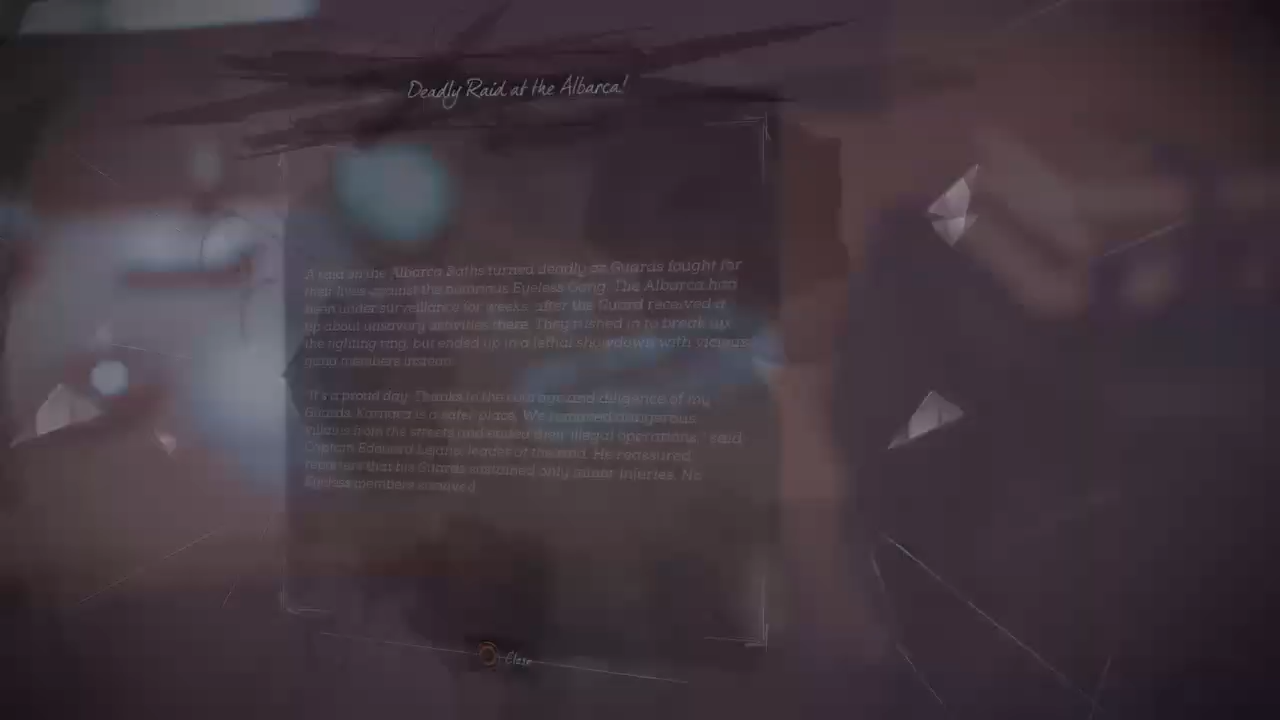 Deadly Raid at the Albarca!
A raid on the Albarca Baths turned deadly as Guards fought for
their lives against the numinous Eyeless Gang. The Albarca had
been under surveillance for weeks, after the Guard received a
tip about unsavory activities there. They rushed in to break up
the fighting ring, but ended up in a lethal showdown with vicious
gang members instead.
"It's a proud day. Thanks to the courage and diligence of my
Guards, Karnaca is a safer place. We removed dangerous
villains from the streets and ended their illegal operations," said
Captain Edouard Lejanc, leader of the raid. He reassured
reporters that his Guards sustained only minor injuries. No
Eyeless members survived.
Close